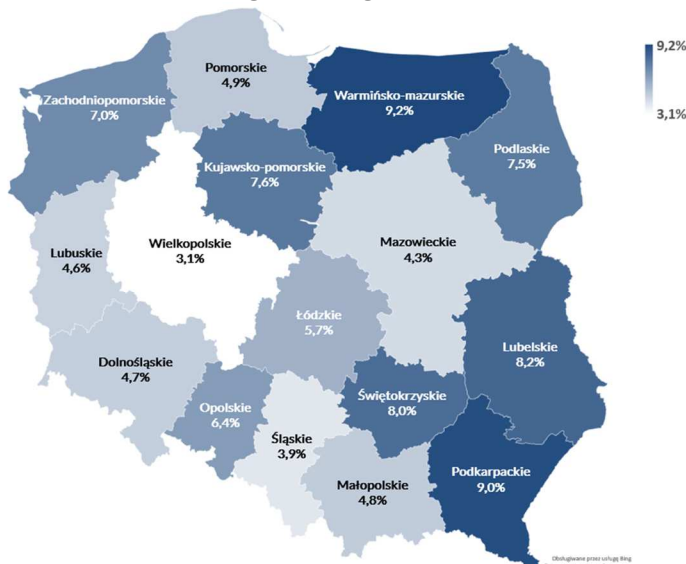 9,2%
3,1%
Pomorskie
4,9%
Warmińsko-mazurskie
9,2%
Zachodniopomorskie
7,0%
Podlaskie
7,5%
Kujawsko-pomorskie
7,6%
Wielkopolskie
3,1%
Mazowieckie
4,3%
Lubuskie
4,6%
Łódzkie
5,7%
Lubelskie
8,2%
Dolnośląskie
4,7%
Opolskie
6,4%
Świętokrzyskie
8,0%
Śląskie
3,9%
Podkarpackie
9,0%
Małopolskie
4,8%
Obsługiwane przez usługę Bing